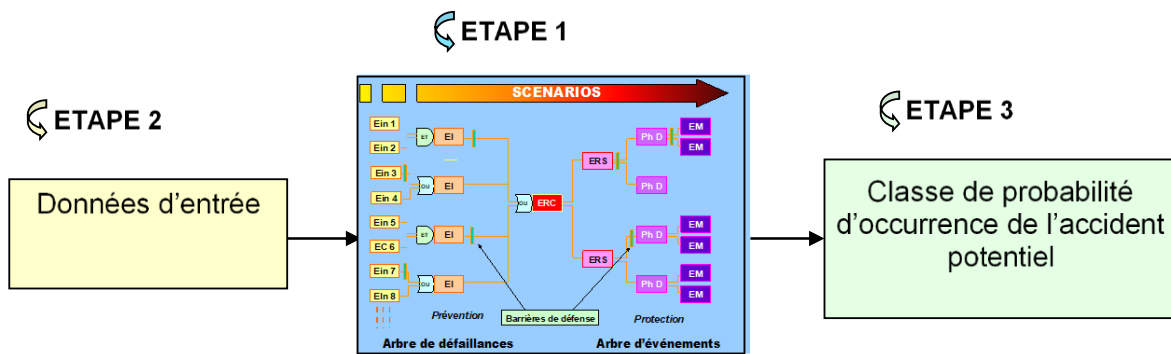 ETAPE 1
ETAPE 2
ETAPE 3
Données d'entrée
SCENARIOS
Ein 1
Ein 2
Ein 3
Ein 4
Ein 5
EC 6
Ein 7
Ein 8
ET
EI
OU
EI
ET
EI
OU
EI
OU
ERC
ERS
ERS
Ph D
Ph D
Ph D
Ph D
EM
EM
EM
EM
EM
EM
Prévention
Barrières de défense
Protection
Arbre de défaillances
Arbre d'événements
Classe de probabilité
d'occurrence de l'accident
potentiel